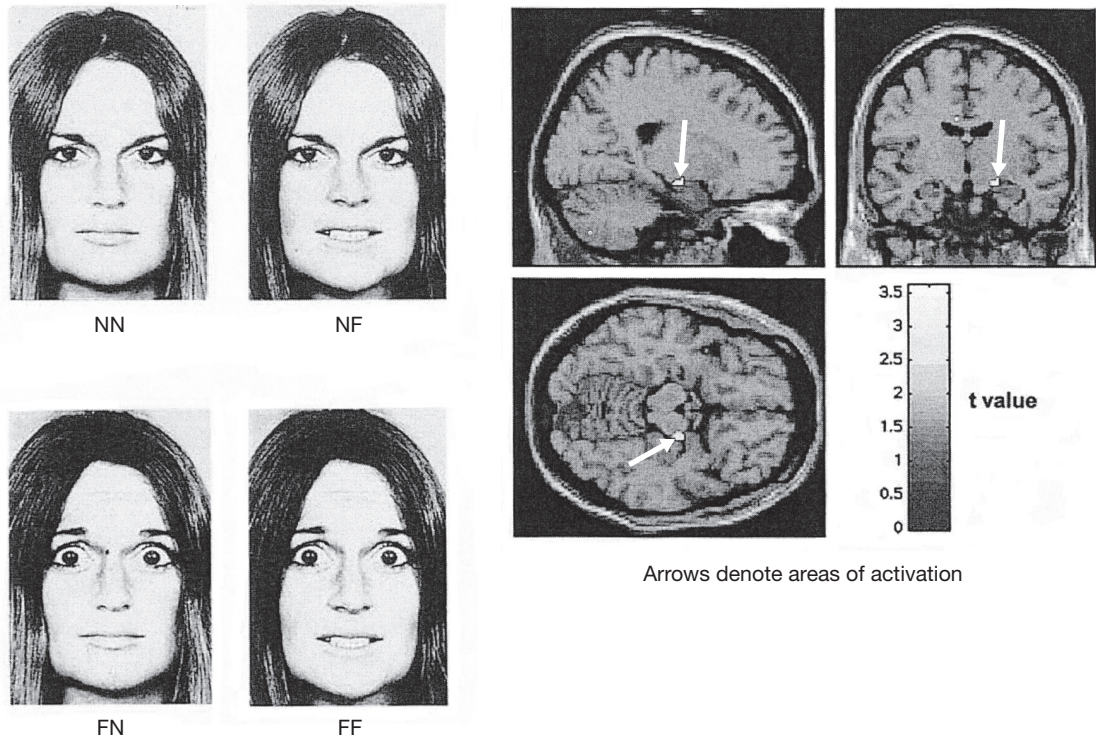 NN
NF
FN
FF
3.5
3
2.5
2
1.5
1
0.5
0
t value
Arrows denote areas of activation